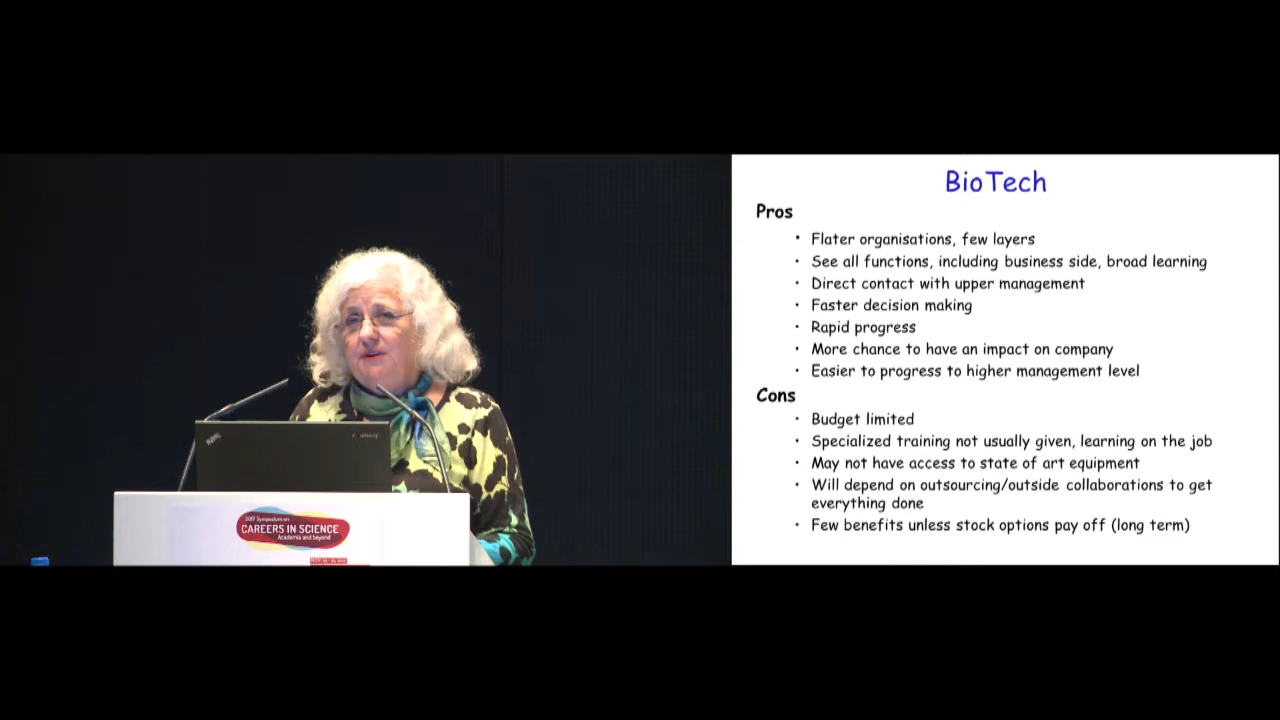 BioTech
Pros
• Flater organisations, few layers
• See all functions, including business side, broad learning
• Direct contact with upper management
• Faster decision making
• Rapid progress
• More chance to have an impact on company
• Easier to progress to higher management level
Cons
• Budget limited
• Specialized training not usually given, learning on the job
• May not have access to state of art equipment
• Will depend on outsourcing/outside collaborations to get
everything done
• Few benefits unless stock options pay off (long term)
2017 Symposium on
CAREERS IN SCIENCE
Academia and beyond